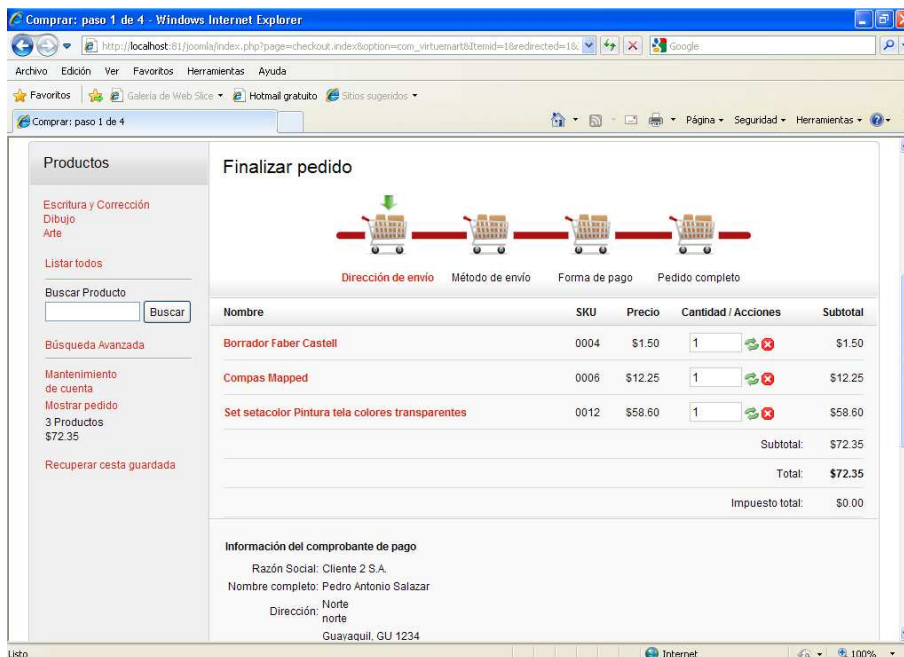 Comprar: paso 1 de 4 - Windows Internet Explorer
http://localhost:81/joomla/index.php?page=checkout.index&option=com_virtuemart&Itemid=1&redirected=1&
Google
Archivo Edición Ver Favoritos Herramientas Ayuda
Favoritos Galería de Web Slice Hotmail gratuito Sitios sugeridos
Comprar: paso 1 de 4 Página Seguridad Herramientas
Productos
Escritura y Corrección
Dibujo
Arte
Listar todos
Buscar Producto
Buscar
Búsqueda Avanzada
Mantenimiento
de cuenta
Mostrar pedido
3 Productos
$72.35
Recuperar cesta guardada
Finalizar pedido
Dirección de envío Método de envío Forma de pago Pedido completo
Nombre SKU Precio Cantidad / Acciones Subtotal
Borrador Faber Castell 0004 $1.50 1 $1.50
Compas Mapped 0006 $12.25 1 $12.25
Set setacolor Pintura tela colores transparentes 0012 $58.60 1 $58.60
Subtotal: $72.35
Total: $72.35
Impuesto total: $0.00
Información del comprobante de pago
Razón Social: Cliente 2 S.A.
Nombre completo: Pedro Antonio Salazar
Dirección: Norte
norte
Guayaquil, GU 1234
Listo Internet 100%